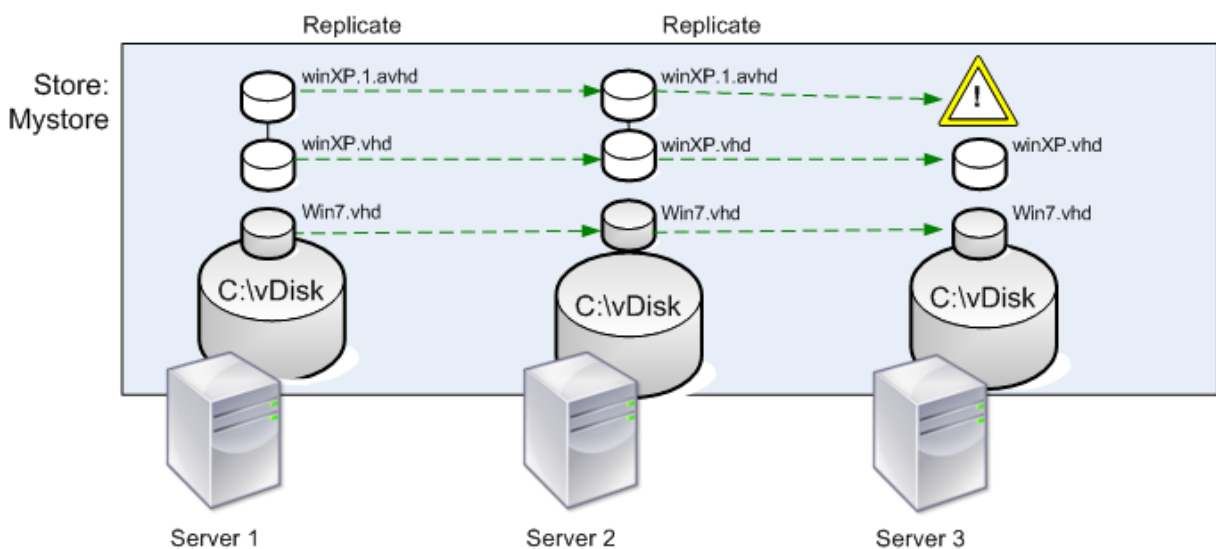 Replicate
Replicate
Store:
Mystore
winXP.1.avhd
winXP.1.avhd
!
winXP.vhd
winXP.vhd
winXP.vhd
Win7.vhd
Win7.vhd
Win7.vhd
C:\vDisk
C:\vDisk
C:\vDisk
Server 1
Server 2
Server 3